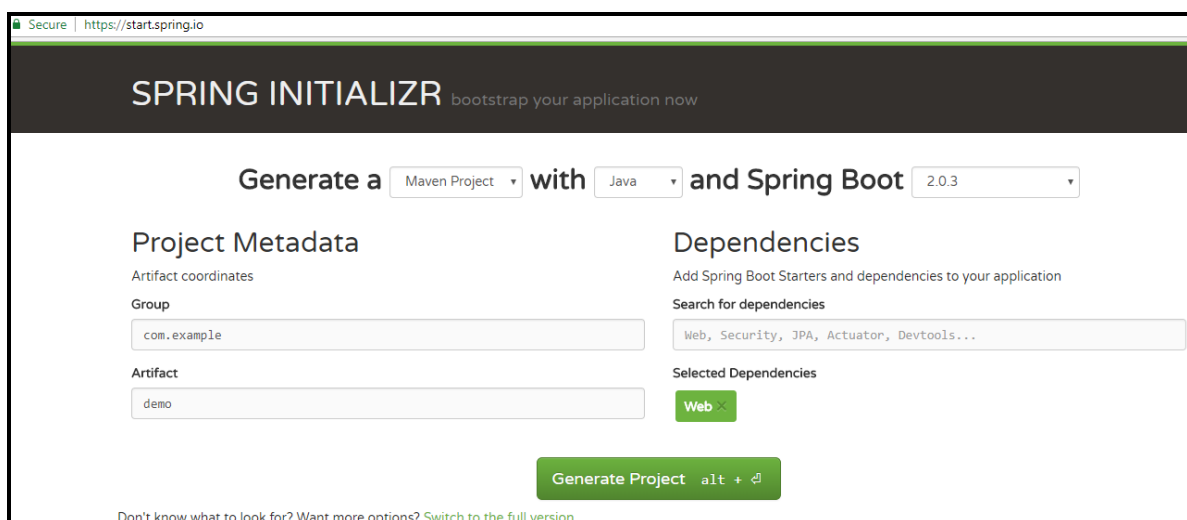 Secure | https://start.spring.io
SPRING INITIALIZR bootstrap your application now
Generate a Maven Project with Java and Spring Boot 2.0.3
Project Metadata
Artifact coordinates
Group
com.example
Artifact
demo
Dependencies
Add Spring Boot Starters and dependencies to your application
Search for dependencies
Web, Security, JPA, Actuator, Devtools...
Selected Dependencies
Web ×
Generate Project alt + ⏎
Don't know what to look for? Want more options? Switch to the full version.